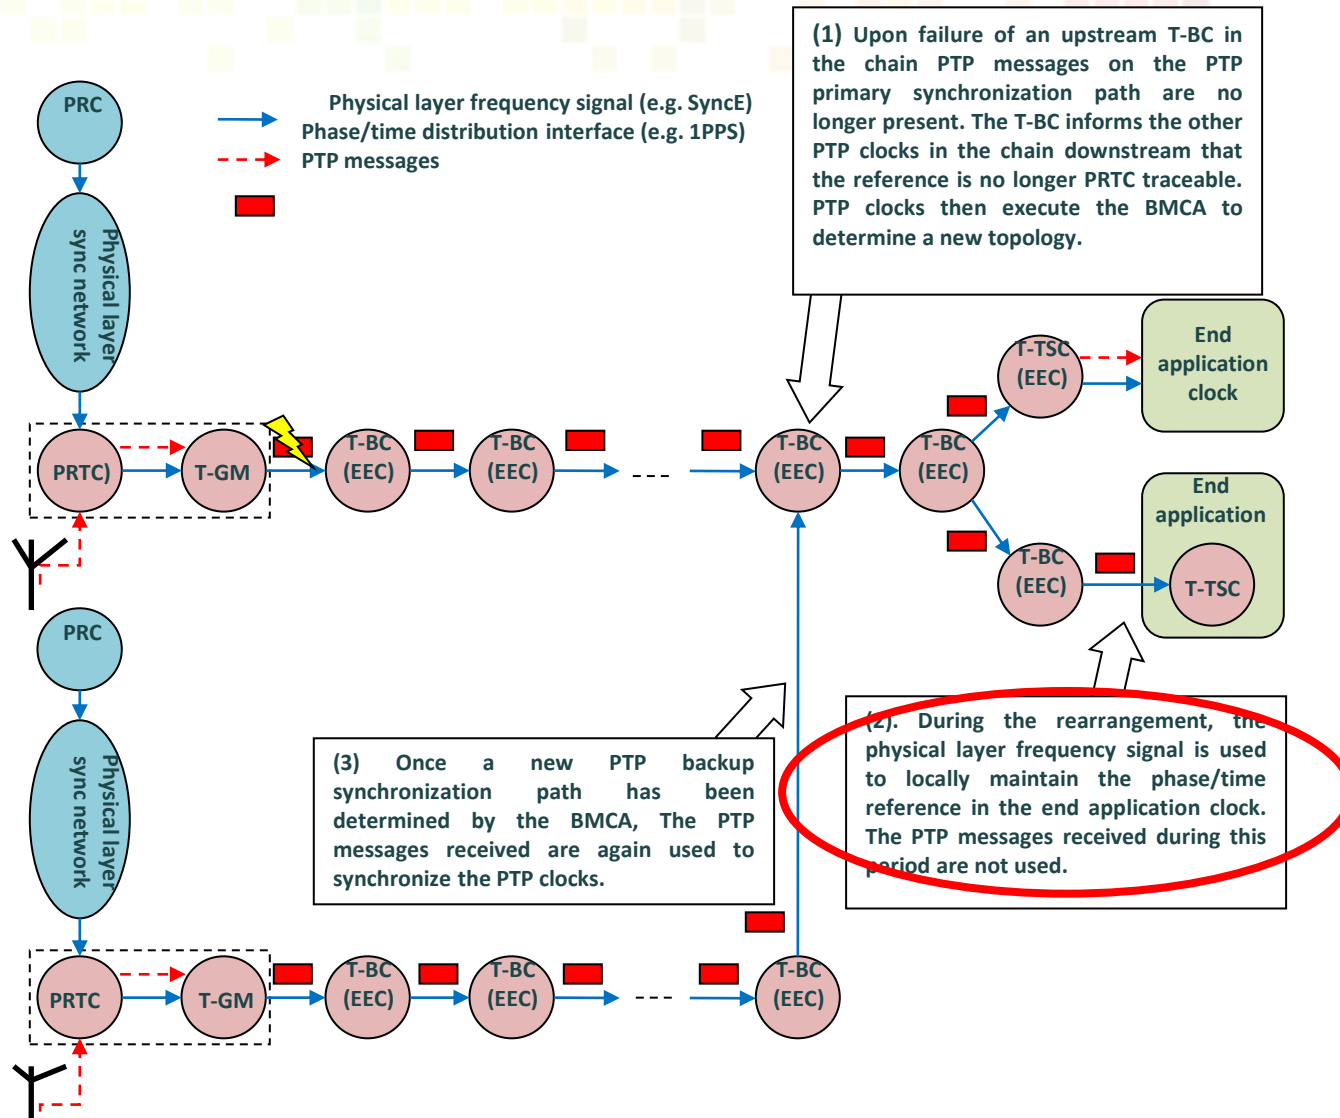 (1) Upon failure of an upstream T-BC in
the chain PTP messages on the PTP
primary synchronization path are no
longer present. The T-BC informs the other
PTP clocks in the chain downstream that
the reference is no longer PRTC traceable.
PTP clocks then execute the BMCA to
determine a new topology.
PRC
Physical layer frequency signal (e.g. SyncE)
Phase/time distribution interface (e.g. 1PPS)
PTP messages
Physical layer
sync network
End
application
clock
T-TSC
(EEC)
PRTC)
T-GM
T-BC
(EEC)
T-BC
(EEC)
T-BC
(EEC)
T-BC
(EEC)
End
application
T-BC
(EEC)
T-TSC
PRC
Physical layer
sync network
(2). During the rearrangement, the
physical layer frequency signal is used
to locally maintain the phase/time
reference in the end application clock.
The PTP messages received during this
period are not used.
(3) Once a new PTP backup
synchronization path has been
determined by the BMCA, The PTP
messages received are again used to
synchronize the PTP clocks.
PRTC
T-GM
T-BC
(EEC)
T-BC
(EEC)
T-BC
(EEC)